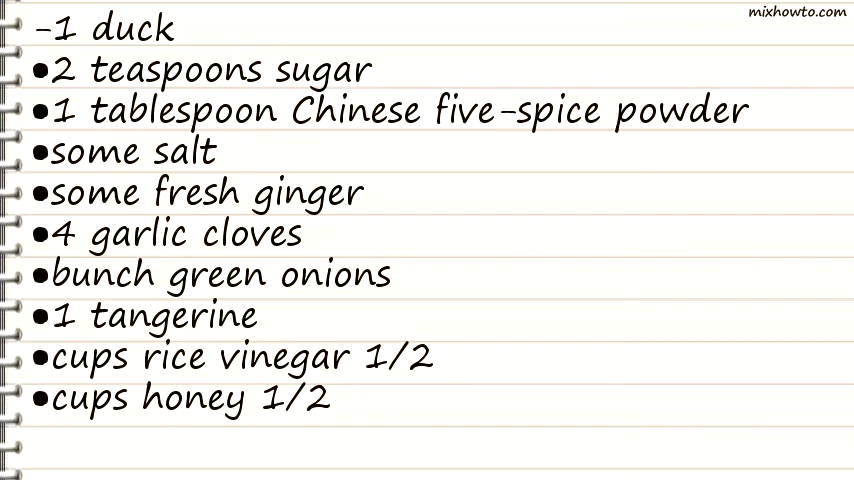 mixhowto.com
-1 duck
•2 teaspoons sugar
•1 tablespoon Chinese five-spice powder
•some salt
•some fresh ginger
•4 garlic cloves
•bunch green onions
•1 tangerine
•cups rice vinegar 1/2
•cups honey 1/2